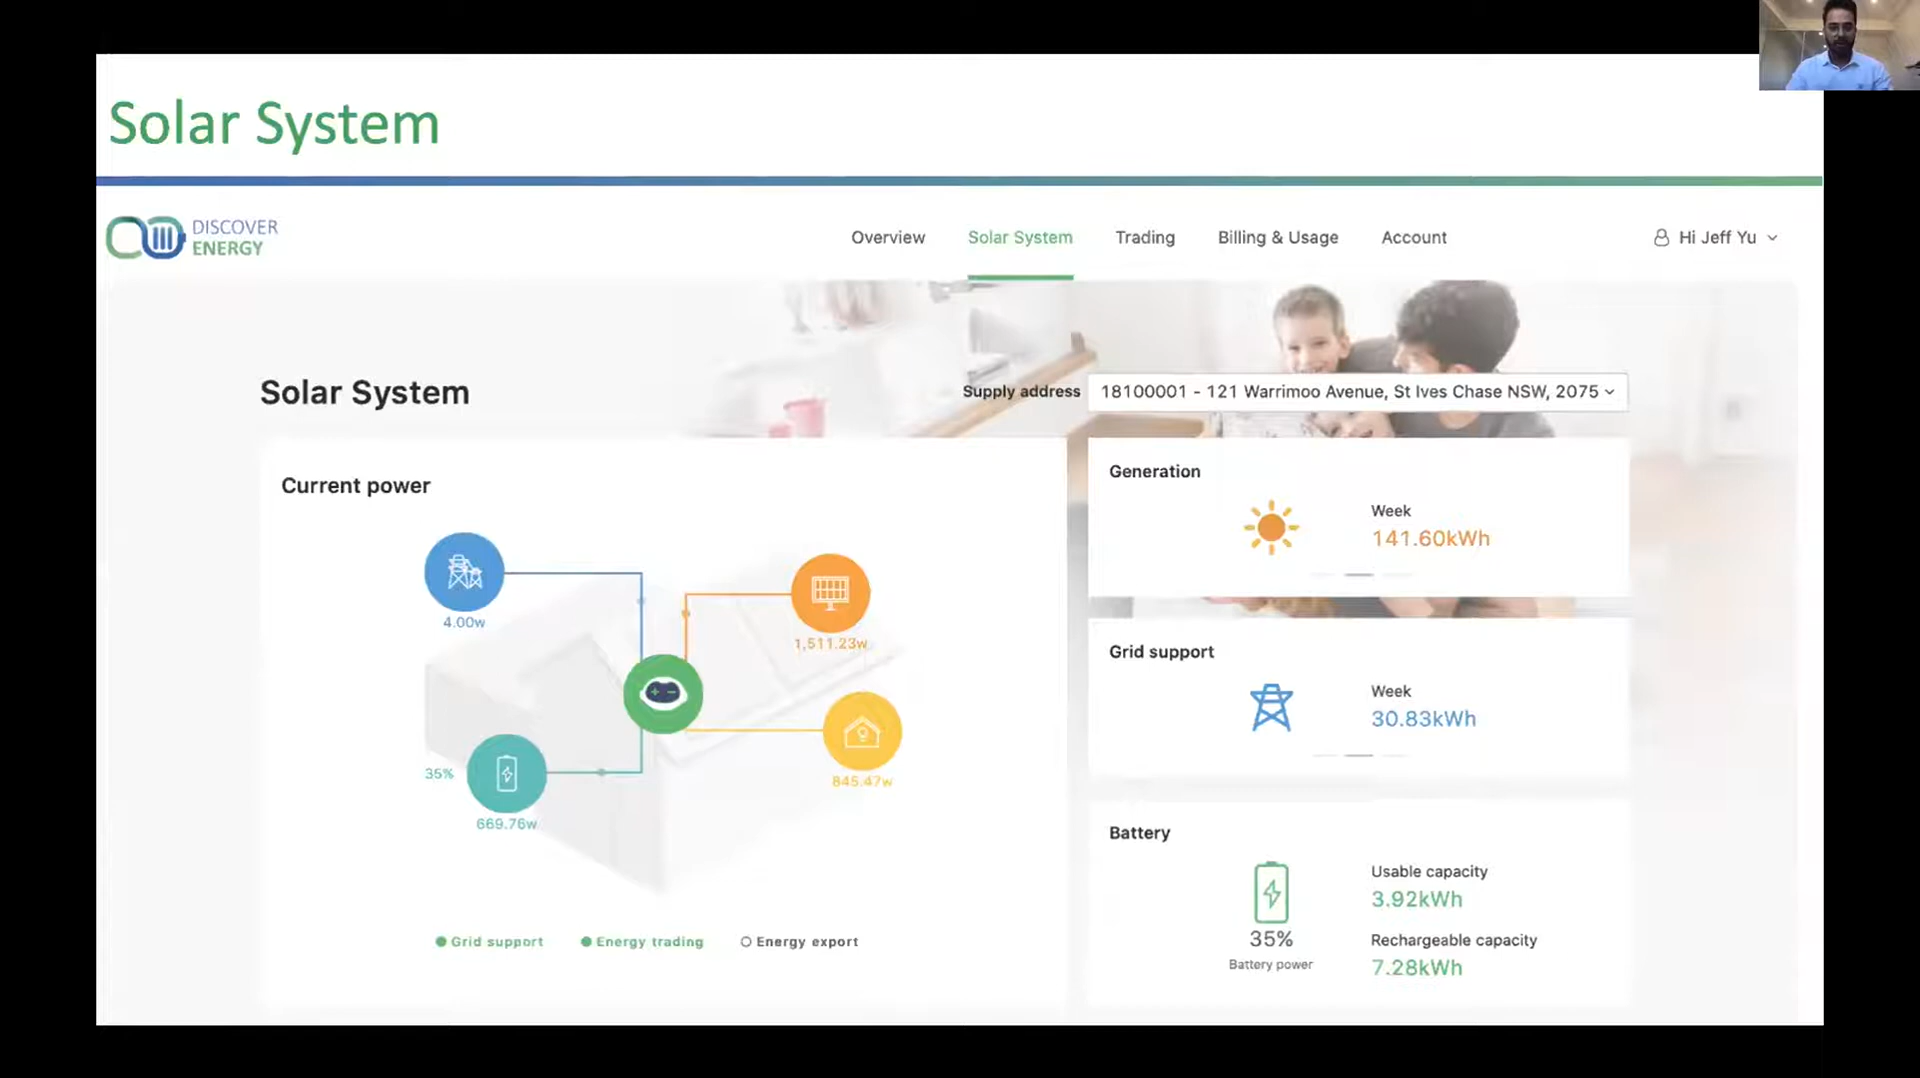 Solar System
DISCOVER
ENERGY
Overview
Solar System
Trading
Billing & Usage
Account
Hi Jeff Yu
Solar System
Supply address
18100001 - 121 Warrimoo Avenue, St Ives Chase NSW, 2075
Current power
4.00w
1,511.23w
35%
669.76w
845.47w
Grid support
Energy trading
Energy export
Generation
Week
141.60kWh
Grid support
Week
30.83kWh
Battery
35%
Battery power
Usable capacity
3.92kWh
Rechargeable capacity
7.28kWh